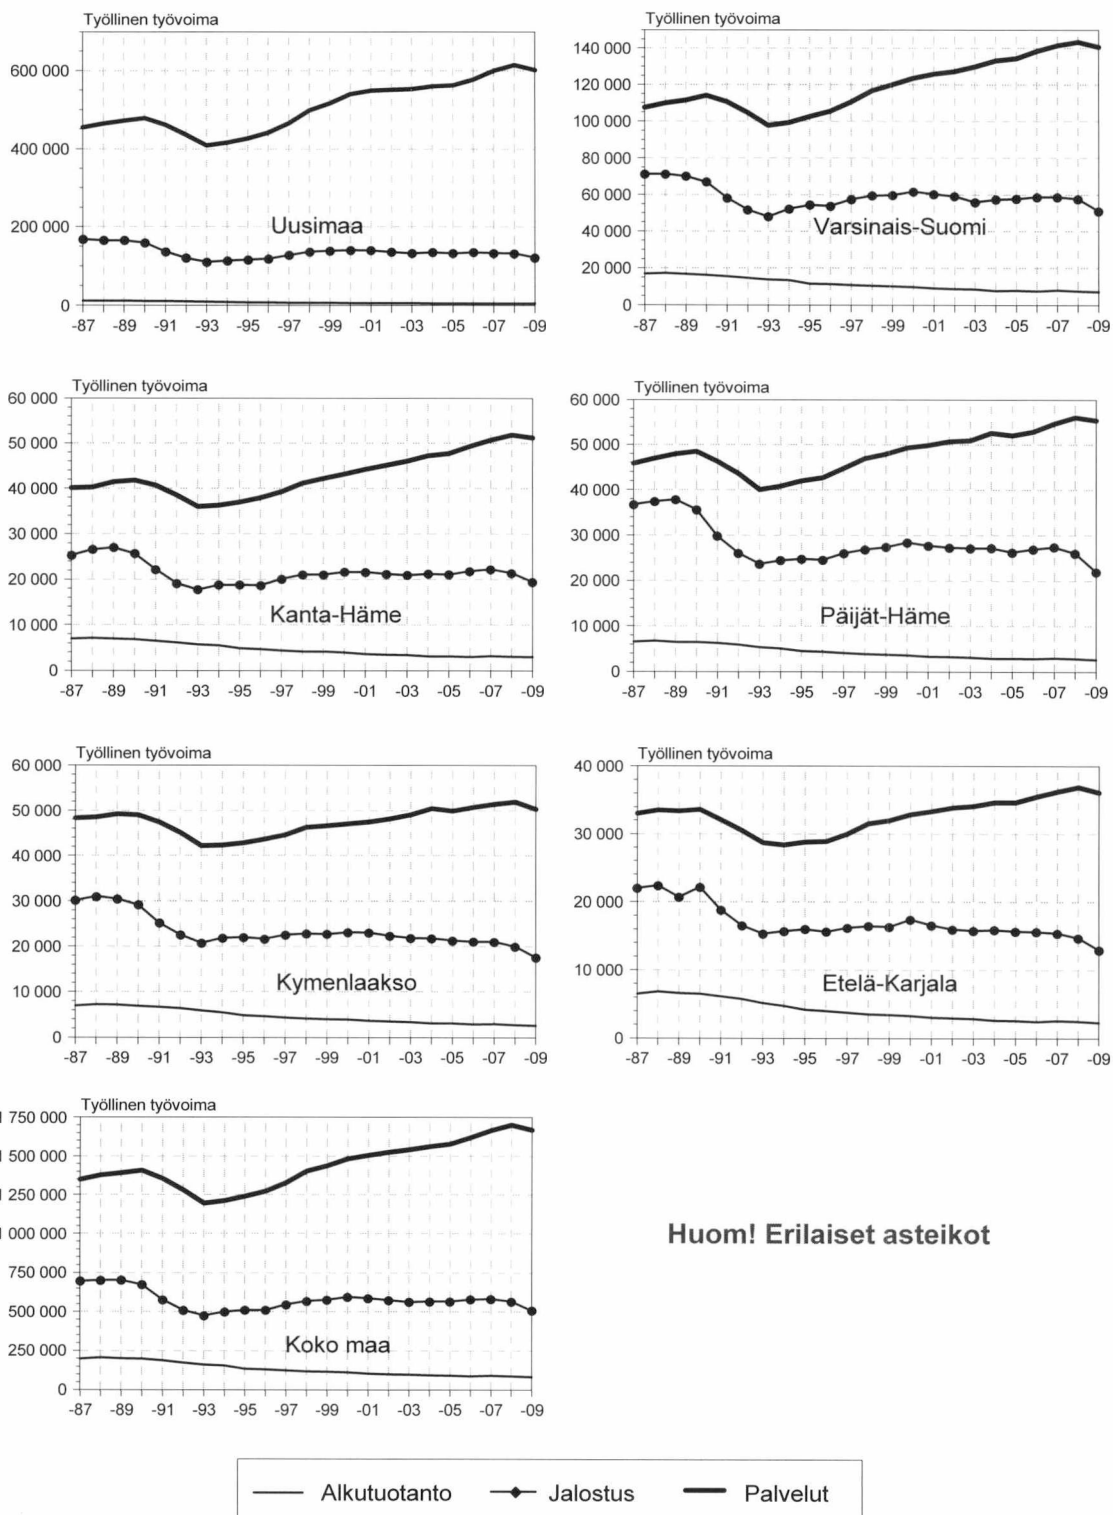 Työllinen työvoima
600 000
400 000
200 000
0
Uusimaa
-87 -89 -91 -93 -95 -97 -99 -01 -03 -05 -07 -09
Työllinen työvoima
140 000
120 000
100 000
80 000
60 000
40 000
20 000
0
Varsinais-Suomi
-87 -89 -91 -93 -95 -97 -99 -01 -03 -05 -07 -09
Työllinen työvoima
60 000
50 000
40 000
30 000
20 000
10 000
0
Kanta-Häme
-87 -89 -91 -93 -95 -97 -99 -01 -03 -05 -07 -09
Työllinen työvoima
60 000
50 000
40 000
30 000
20 000
10 000
0
Päijät-Häme
-87 -89 -91 -93 -95 -97 -99 -01 -03 -05 -07 -09
Työllinen työvoima
60 000
50 000
40 000
30 000
20 000
10 000
0
Kymenlaakso
-87 -89 -91 -93 -95 -97 -99 -01 -03 -05 -07 -09
Työllinen työvoima
40 000
30 000
20 000
10 000
0
Etelä-Karjala
-87 -89 -91 -93 -95 -97 -99 -01 -03 -05 -07 -09
Työllinen työvoima
1 750 000
1 500 000
1 250 000
1 000 000
750 000
500 000
250 000
0
Koko maa
-87 -89 -91 -93 -95 -97 -99 -01 -03 -05 -07 -09
Huom! Erilaiset asteikot
Alkutuotanto Jalostus Palvelut